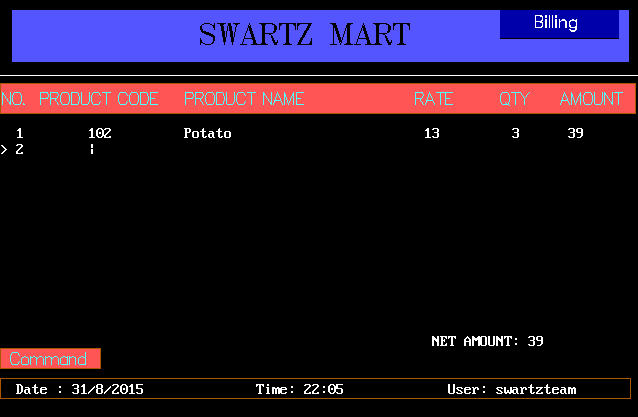 SWARTZ MART
Billing
NO. PRODUCT CODE PRODUCT NAME RATE QTY AMOUNT
1 102 Potato 13 3 39
> 2
NET AMOUNT: 39
Command
Date : 31/8/2015 Time: 22:05 User: swartzteam